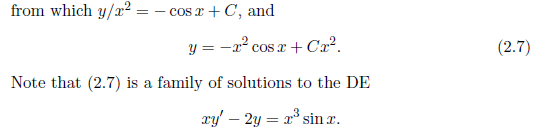 from which y/x² = − cos x + C, and
y = −x² cos x + Cx². (2.7)
Note that (2.7) is a family of solutions to the DE
xy′ − 2y = x³ sin x.